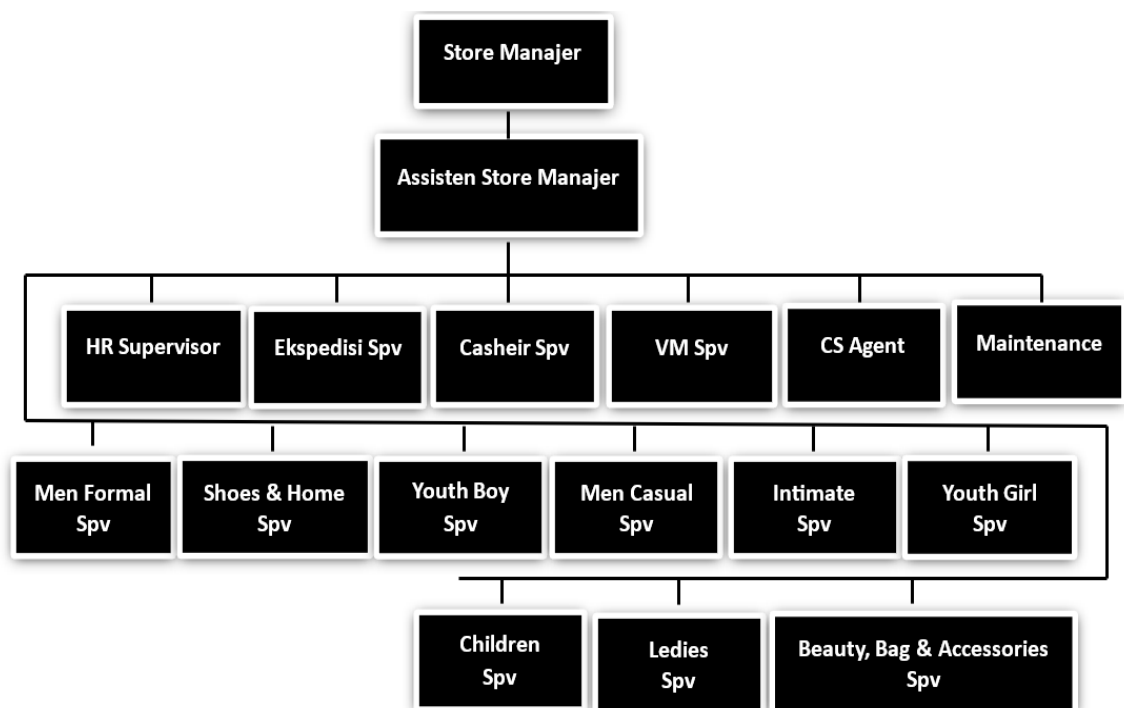 Store Manajer
Assisten Store Manajer
HR Supervisor
Ekspedisi Spv
Casheir Spv
VM Spv
CS Agent
Maintenance
Men Formal
Spv
Shoes & Home
Spv
Youth Boy
Spv
Men Casual
Spv
Intimate
Spv
Youth Girl
Spv
Children
Spv
Ledies
Spv
Beauty, Bag & Accessories
Spv